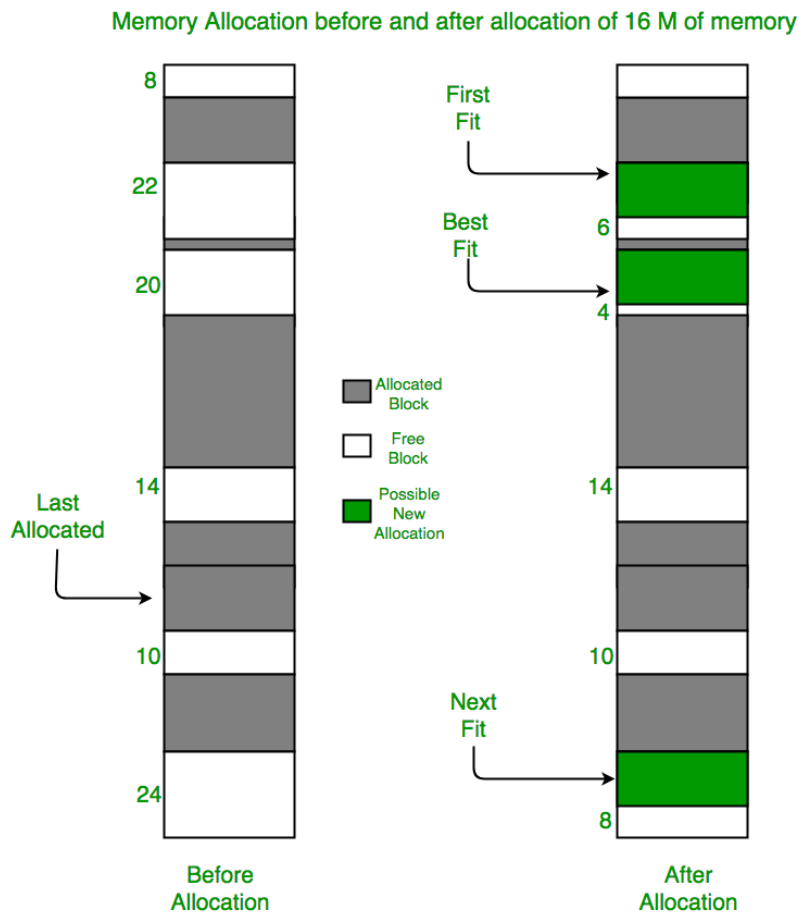 Memory Allocation before and after allocation of 16 M of memory
8
22
20
14
Last
Allocated
10
24
Before
Allocation
Allocated
Block
Free
Block
Possible
New
Allocation
First
Fit
6
Best
Fit
4
14
10
Next
Fit
8
After
Allocation